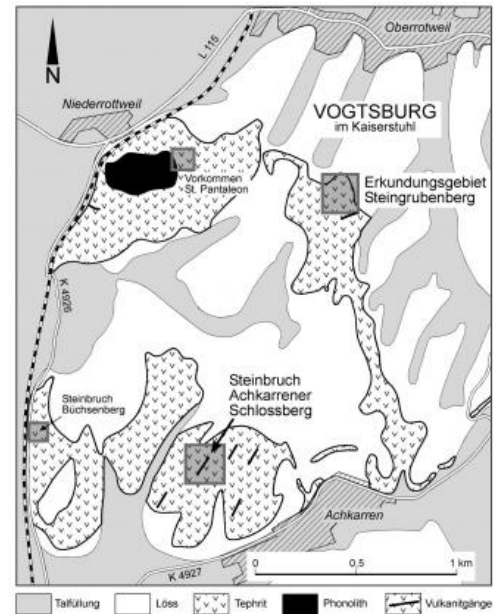 Oberrotweil
L 115
N
Niederrottweil
VOGTSBURG
im Kaiserstuhl
Vorkommen
St. Pantaleon
Erkundungsgebiet
Steingrubenberg
K 4926
Steinbruch
Achkarrener
Schlossberg
Steinbruch
Büchsenberg
Achkarren
0 0,5 1 km
K 4927
Talfüllung Löss Tephrit Phonolith Vulkanitgänge